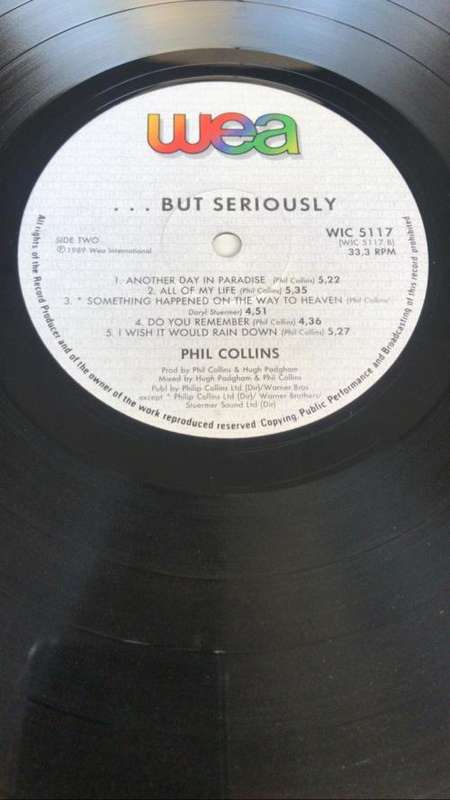 wea
. . . BUT SERIOUSLY
SIDE TWO
℗ 1989 Wea International
WIC 5117
(WIC 5117 B)
33,3 RPM
1. ANOTHER DAY IN PARADISE (Phil Collins) 5,22
2. ALL OF MY LIFE (Phil Collins) 5,35
3. * SOMETHING HAPPENED ON THE WAY TO HEAVEN (Phil Collins/
Daryl Stuermer) 4,51
4. DO YOU REMEMBER (Phil Collins) 4,36
5. I WISH IT WOULD RAIN DOWN (Phil Collins) 5,27
PHIL COLLINS
Prod by Phil Collins & Hugh Padgham
Mixed by Hugh Padgham & Phil Collins
Publ by Philip Collins Ltd (Dir)/Warner Bros
except * Philip Collins Ltd (Dir)/ Warner Brothers/
Stuermer Sound Ltd (Dir)
All rights of the Record Producer and of the owner of the work reproduced reserved Copying, Public Performance and Broadcasting of this record prohibited